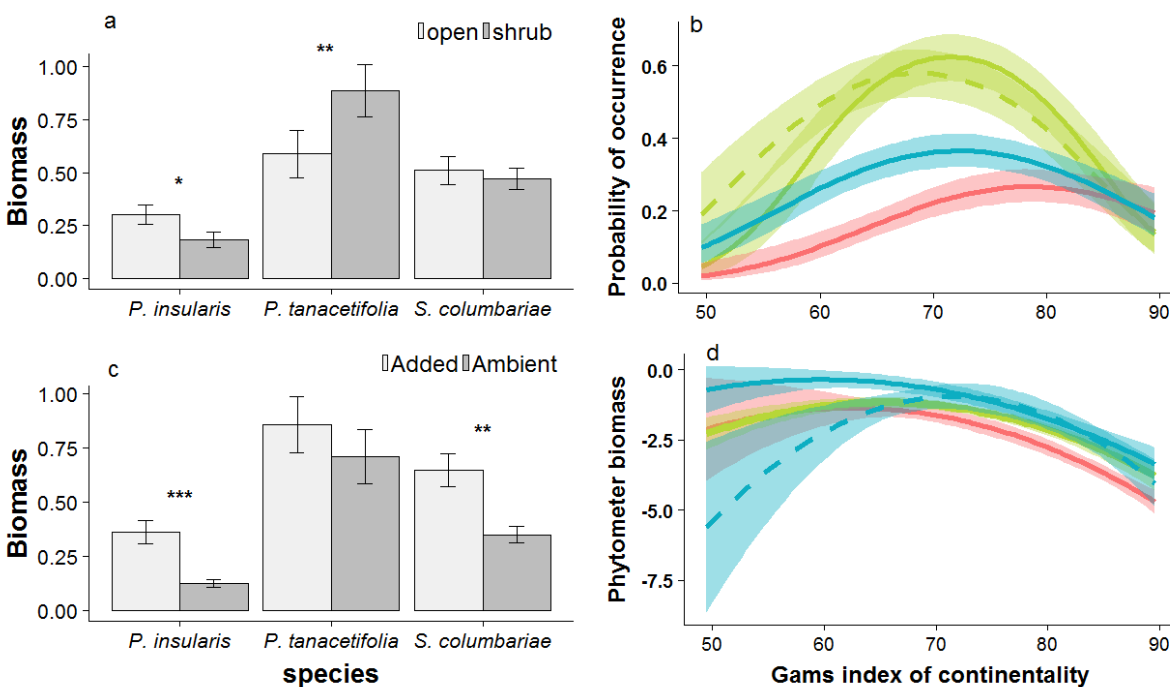 a
open shrub
Biomass
1.00
0.75
0.50
0.25
0.00
*
**
P. insularis P. tanacetifolia S. columbariae
b
Probability of occurrence
0.6
0.4
0.2
0.0
50 60 70 80 90
c
Added Ambient
Biomass
1.00
0.75
0.50
0.25
0.00
***
**
P. insularis P. tanacetifolia S. columbariae
species
d
Phytometer biomass
0.0
-2.5
-5.0
-7.5
50 60 70 80 90
Gams index of continentality